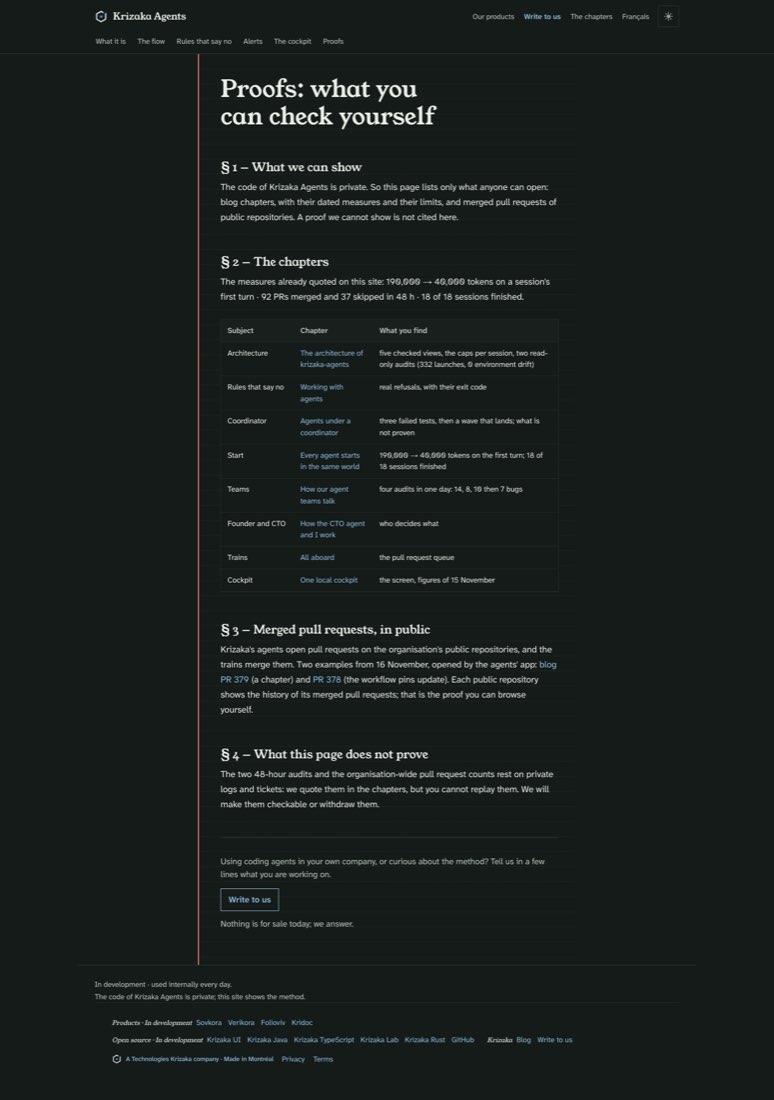 Krizaka Agents
Our products Write to us The chapters Français
What it is The flow Rules that say no Alerts The cockpit Proofs
Proofs: what you
can check yourself
§ 1 – What we can show
The code of Krizaka Agents is private. So this page lists only what anyone can open:
blog chapters, with their dated measures and their limits, and merged pull requests of
public repositories. A proof we cannot show is not cited here.
§ 2 – The chapters
The measures already quoted on this site: 190,000 → 40,000 tokens on a session's
first turn · 92 PRs merged and 37 skipped in 48 h · 18 of 18 sessions finished.
Subject Chapter What you find
Architecture The architecture of krizaka-agents five checked views, the caps per session, two read-only audits (332 launches, 0 environment drift)
Rules that say no Working with agents real refusals, with their exit code
Coordinator Agents under a coordinator three failed tests, then a wave that lands; what is not proven
Start Every agent starts in the same world 190,000 → 40,000 tokens on the first turn; 18 of 18 sessions finished
Teams How our agent teams talk four audits in one day: 14, 8, 10 then 7 bugs
Founder and CTO How the CTO agent and I work who decides what
Trains All aboard the pull request queue
Cockpit One local cockpit the screen, figures of 15 November
§ 3 – Merged pull requests, in public
Krizaka's agents open pull requests on the organisation's public repositories, and the
trains merge them. Two examples from 16 November, opened by the agents' app: blog
PR 379 (a chapter) and PR 378 (the workflow pins update). Each public repository
shows the history of its merged pull requests; that is the proof you can browse
yourself.
§ 4 – What this page does not prove
The two 48-hour audits and the organisation-wide pull request counts rest on private
logs and tickets: we quote them in the chapters, but you cannot replay them. We will
make them checkable or withdraw them.
Using coding agents in your own company, or curious about the method? Tell us in a few
lines what you are working on.
Write to us
Nothing is for sale today; we answer.
In development · used internally every day.
The code of Krizaka Agents is private; this site shows the method.
Products · In development Sovkora Verikora Folloviv Kridoc
Open source · In development Krizaka UI Krizaka Java Krizaka TypeScript Krizaka Lab Krizaka Rust GitHub Krizaka Blog Write to us
A Technologies Krizaka company · Made in Montréal Privacy Terms